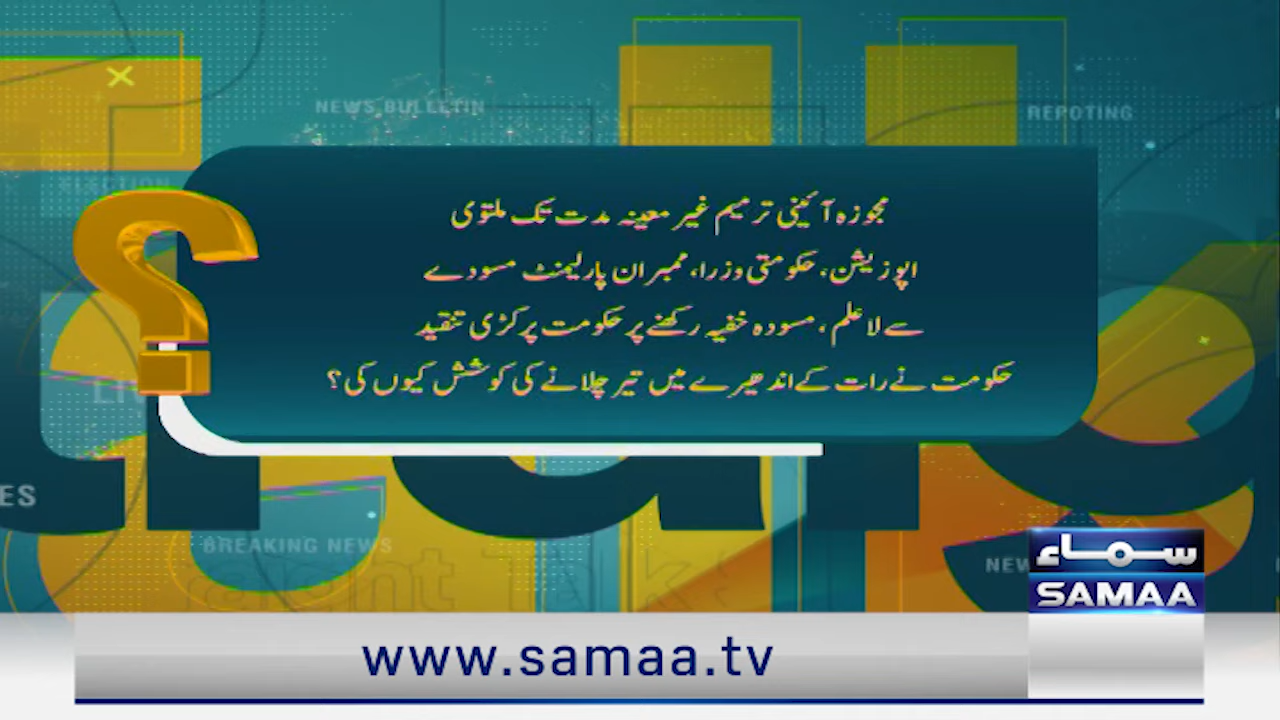 NEWS BULLETIN
REPOTING
مجوزہ آئینی ترمیم غیر معینہ مدت تک ملتوی
اپوزیشن، حکومتی وزرا، ممبران پارلیمنٹ مسودے
سے لاعلم ، مسودہ خفیہ رکھنے پر حکومت پر کڑی تنقید
حکومت نے رات کے اندھیرے میں تیر چلانے کی کوشش کیوں کی؟
؟
ES
BREAKING NEWS
NEW
سماء
SAMAA
www.samaa.tv